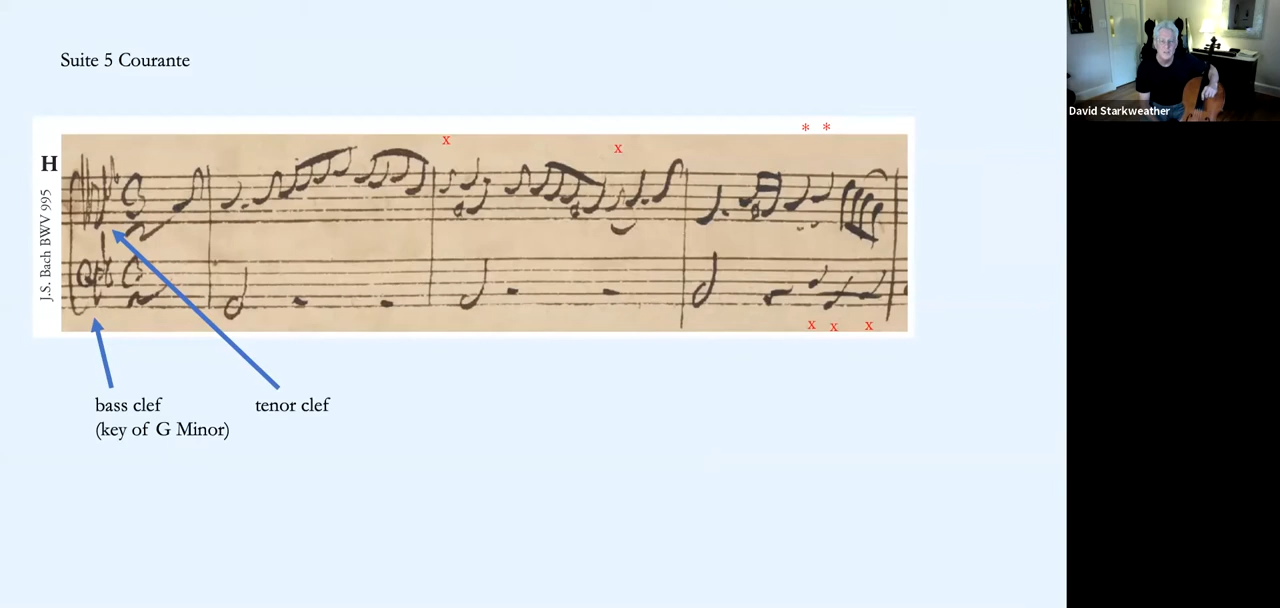 Suite 5 Courante
x
x
* *
H
J.S. Bach BWV 995
x x x
bass clef
(key of G Minor)
tenor clef
David Starkweather